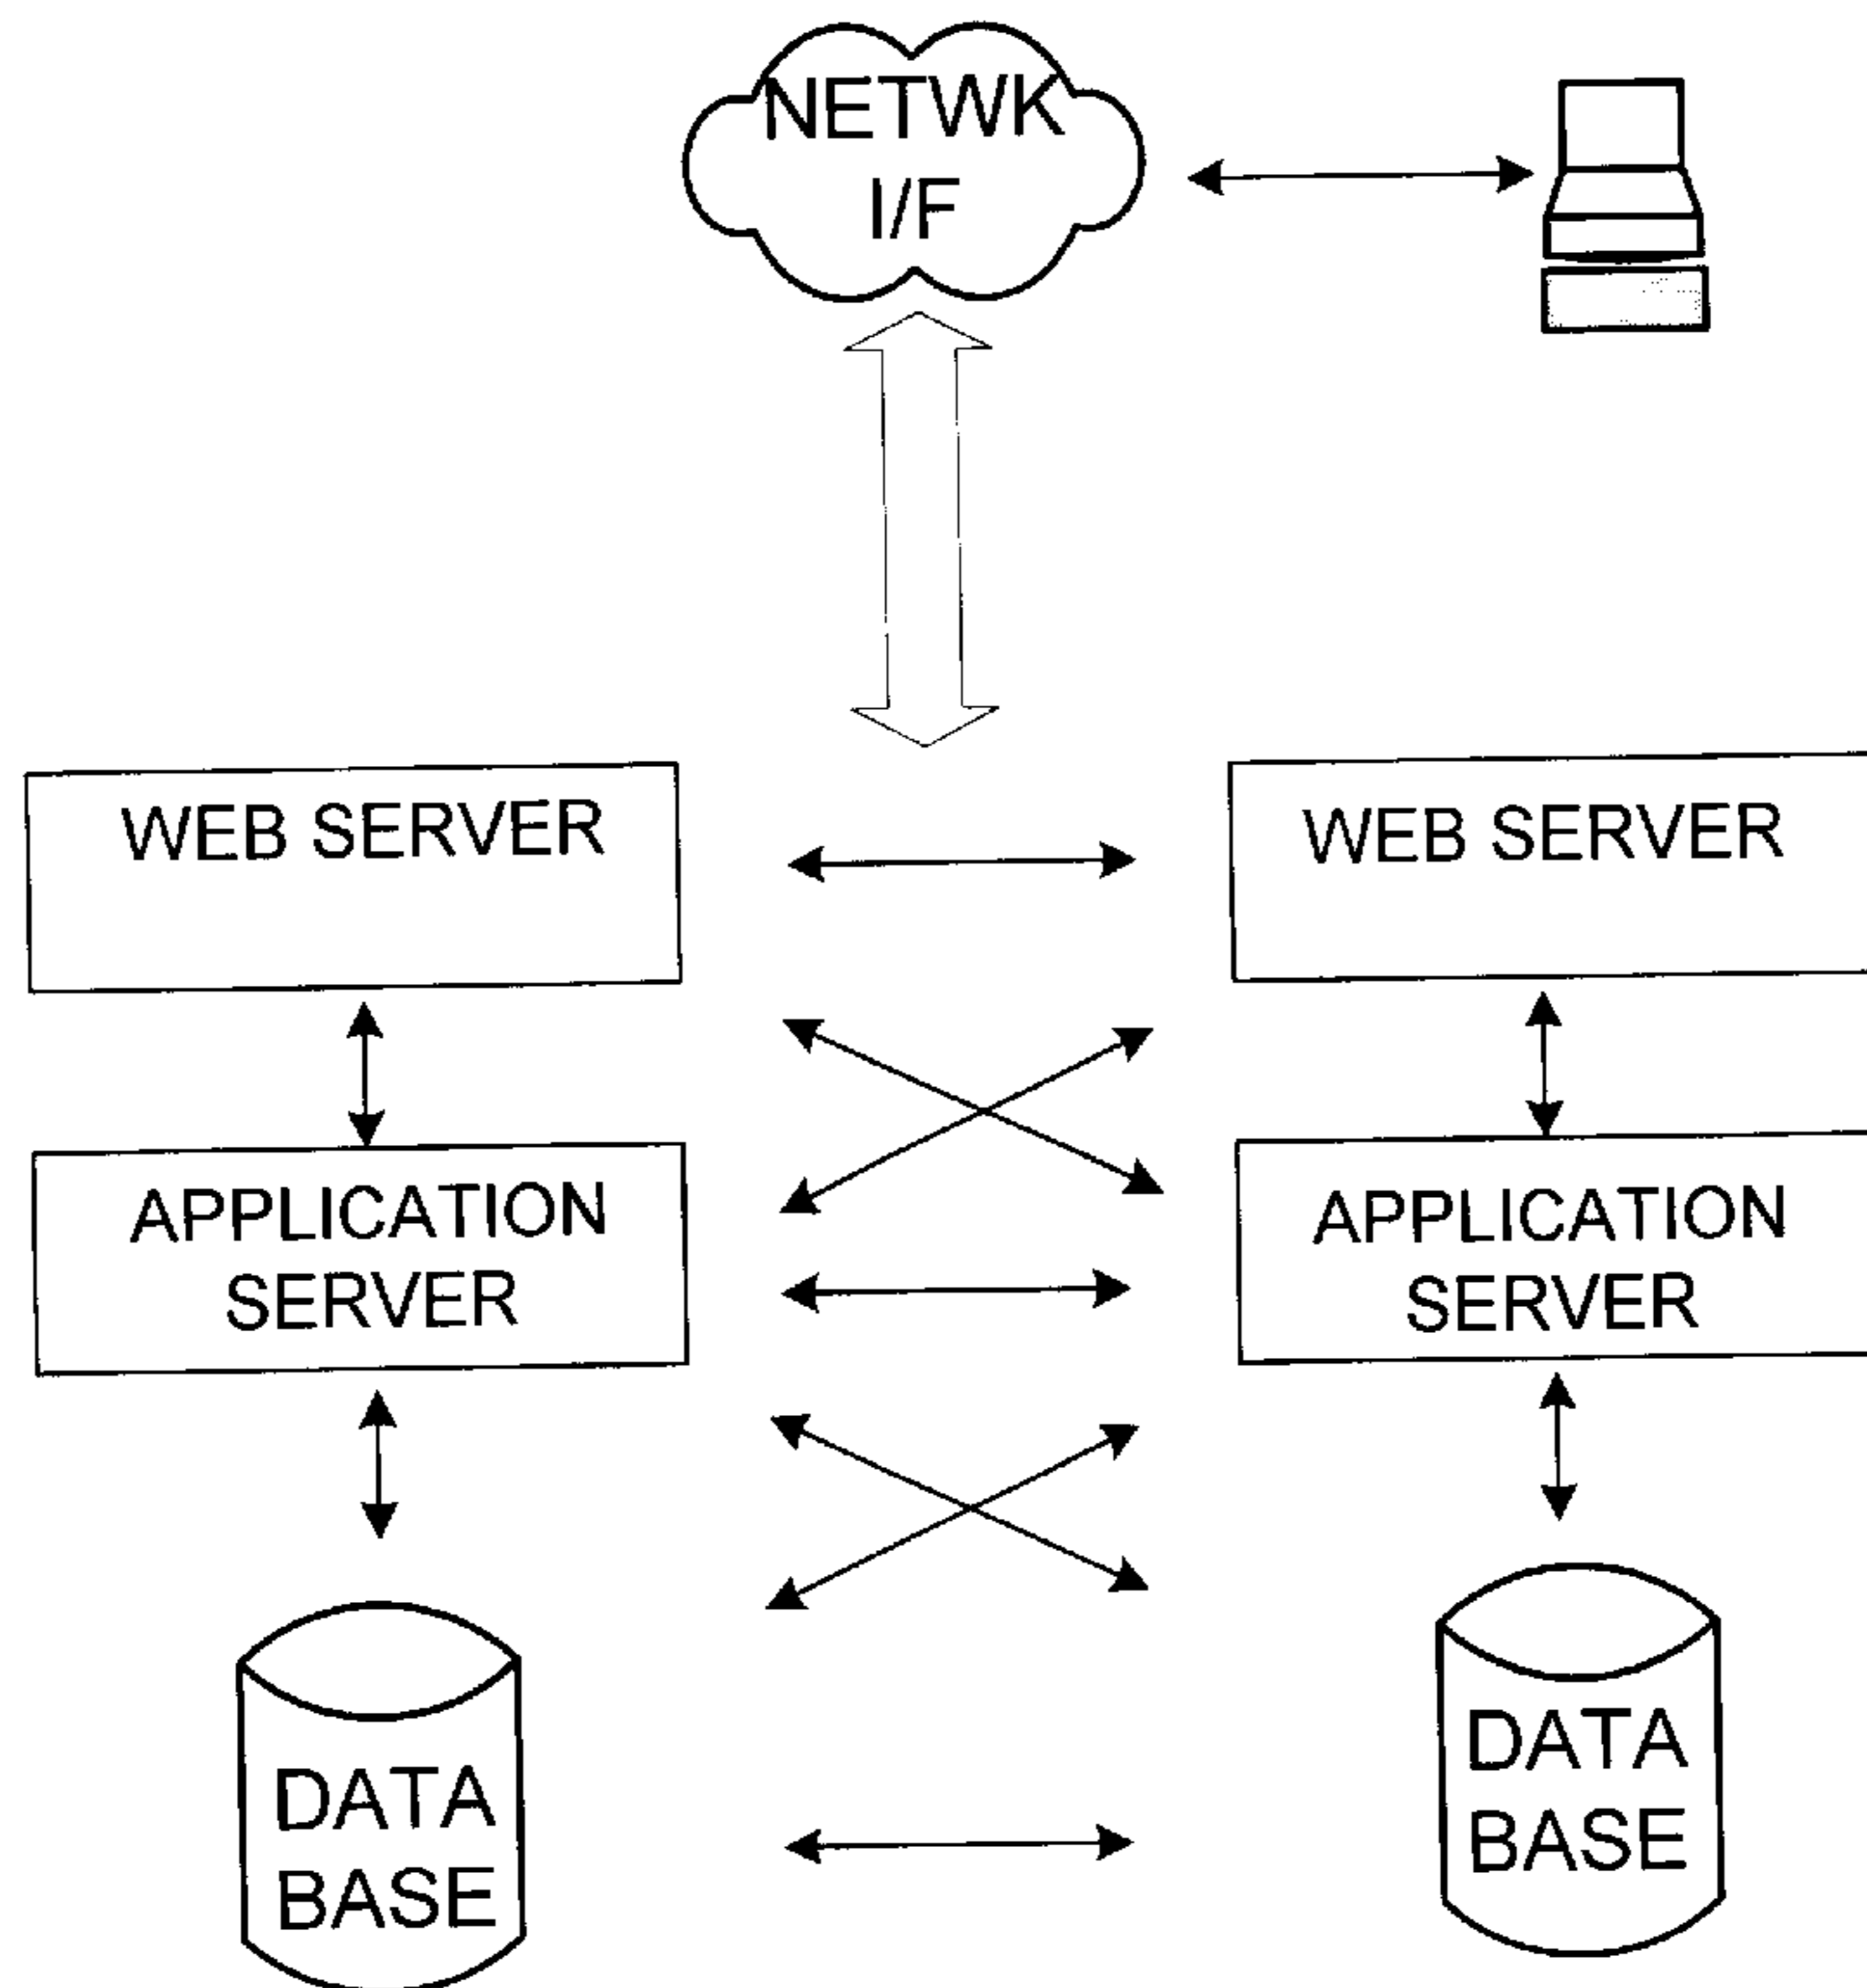 NETWK
I/F
WEB SERVER
WEB SERVER
APPLICATION
SERVER
APPLICATION
SERVER
DATA
BASE
DATA
BASE